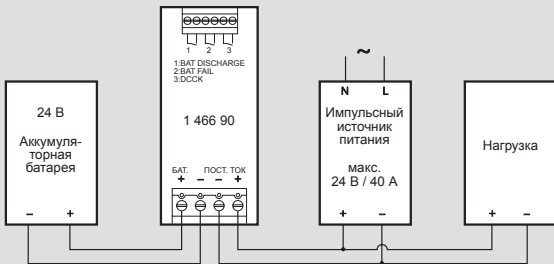 1 2 3
1:BAT DISCHARGE
2:BAT FAIL
3:DCCK
1 466 90
БАТ. ПОСТ. ТОК
+ – – +
24 В
Аккумуля-
торная
батарея
– +
~
N L
Импульсный
источник
питания
макс.
24 В / 40 А
+ –
Нагрузка
+ –